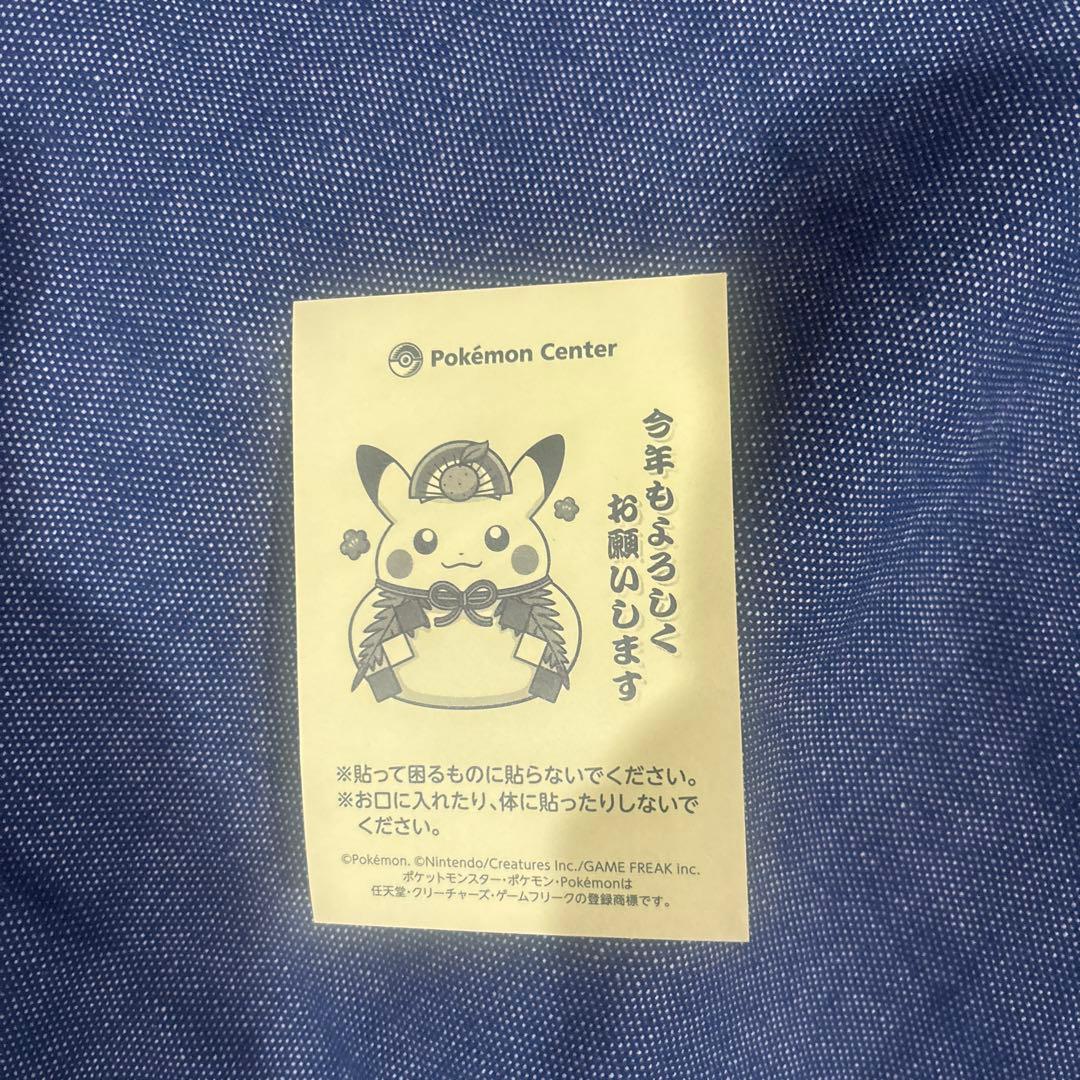 Pokémon Center
今年もよろしく
お願いします
※貼って困るものに貼らないでください。
※お口に入れたり、体に貼ったりしないで
ください。
©Pokémon. ©Nintendo/Creatures Inc./GAME FREAK inc.
ポケットモンスター・ポケモン・Pokémonは
任天堂・クリーチャーズ・ゲームフリークの登録商標です。